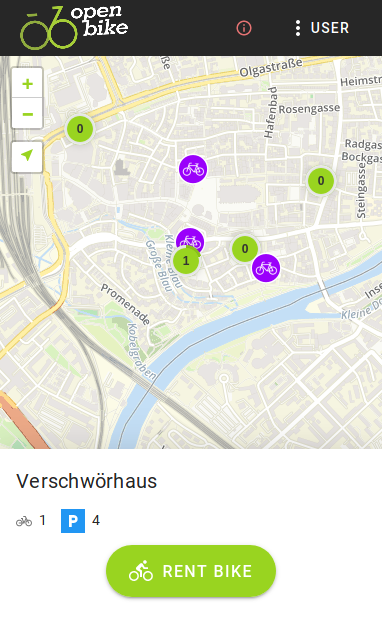 open
bike
USER
Olgastraße
Heimst
Hafenbad
Rosengasse
Radgas
Bockgas
Steingasse
0
0
0
1
Kleine Blau
Große Blau
Promenade
Kobelgraben
Inse
Kleine Do
Verschwörhaus
1
P
4
RENT BIKE